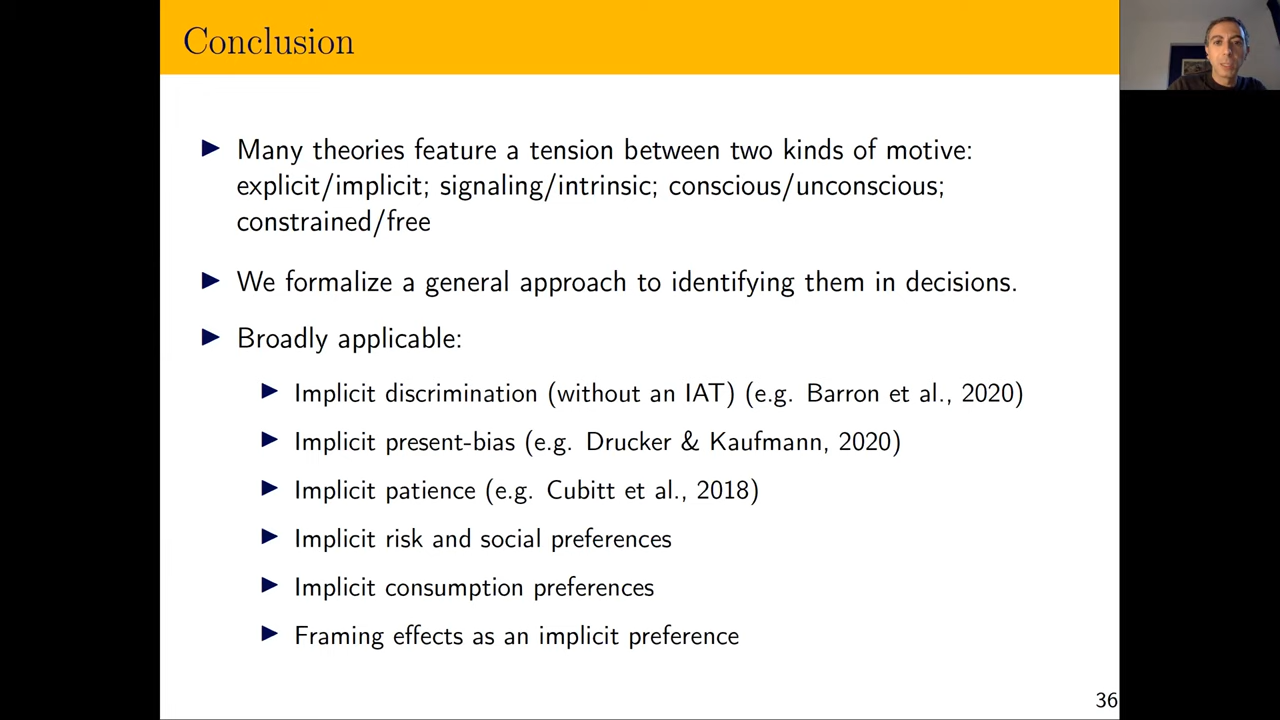 Conclusion
Many theories feature a tension between two kinds of motive:
explicit/implicit; signaling/intrinsic; conscious/unconscious;
constrained/free
We formalize a general approach to identifying them in decisions.
Broadly applicable:
Implicit discrimination (without an IAT) (e.g. Barron et al., 2020)
Implicit present-bias (e.g. Drucker & Kaufmann, 2020)
Implicit patience (e.g. Cubitt et al., 2018)
Implicit risk and social preferences
Implicit consumption preferences
Framing effects as an implicit preference
36